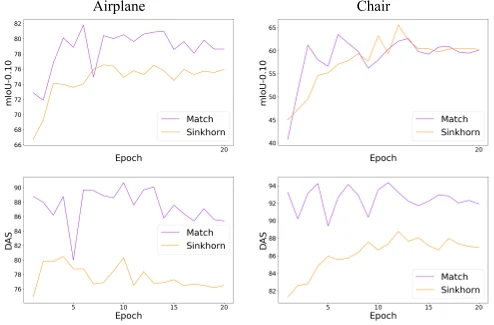 Airplane
Chair
82
80
78
76
74
72
70
68
66
mIoU-0.10
Match
Sinkhorn
20
Epoch
65
60
55
50
45
40
mIoU-0.10
Match
Sinkhorn
20
Epoch
90
88
86
84
82
80
78
76
DAS
Match
Sinkhorn
5 10 15 20
Epoch
94
92
90
88
86
84
82
DAS
Match
Sinkhorn
5 10 15 20
Epoch